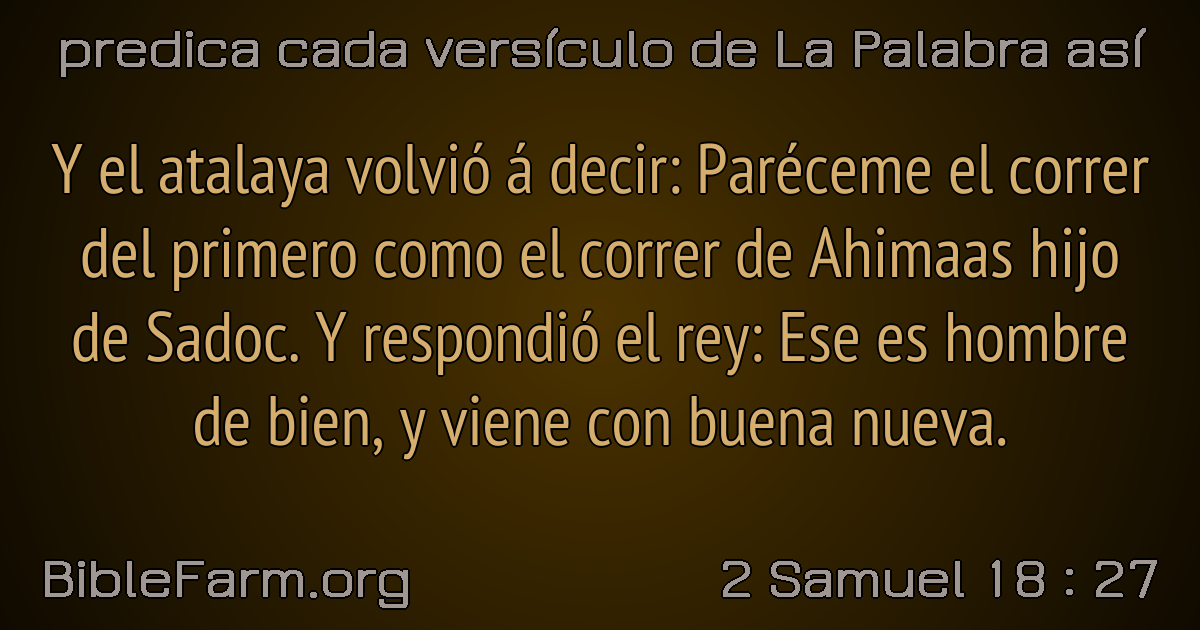 predica cada versículo de La Palabra así
Y el atalaya volvió á decir: Paréceme el correr
del primero como el correr de Ahimaas hijo
de Sadoc. Y respondió el rey: Ese es hombre
de bien, y viene con buena nueva.
BibleFarm.org
2 Samuel 18 : 27